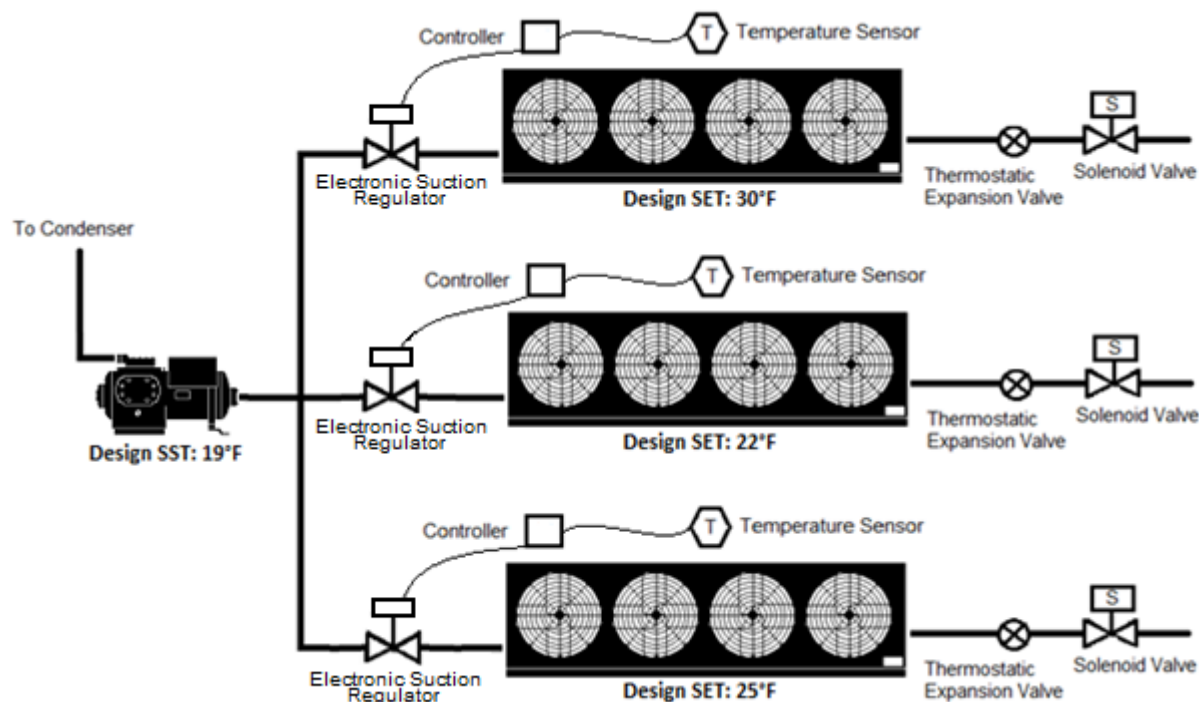 Controller
T
Temperature Sensor
S
Electronic Suction
Regulator
Design SET: 30°F
Thermostatic
Expansion Valve
Solenoid Valve
To Condenser
Controller
T
Temperature Sensor
S
Electronic Suction
Regulator
Design SST: 19°F
Design SET: 22°F
Thermostatic
Expansion Valve
Solenoid Valve
Controller
T
Temperature Sensor
S
Electronic Suction
Regulator
Design SET: 25°F
Thermostatic
Expansion Valve
Solenoid Valve